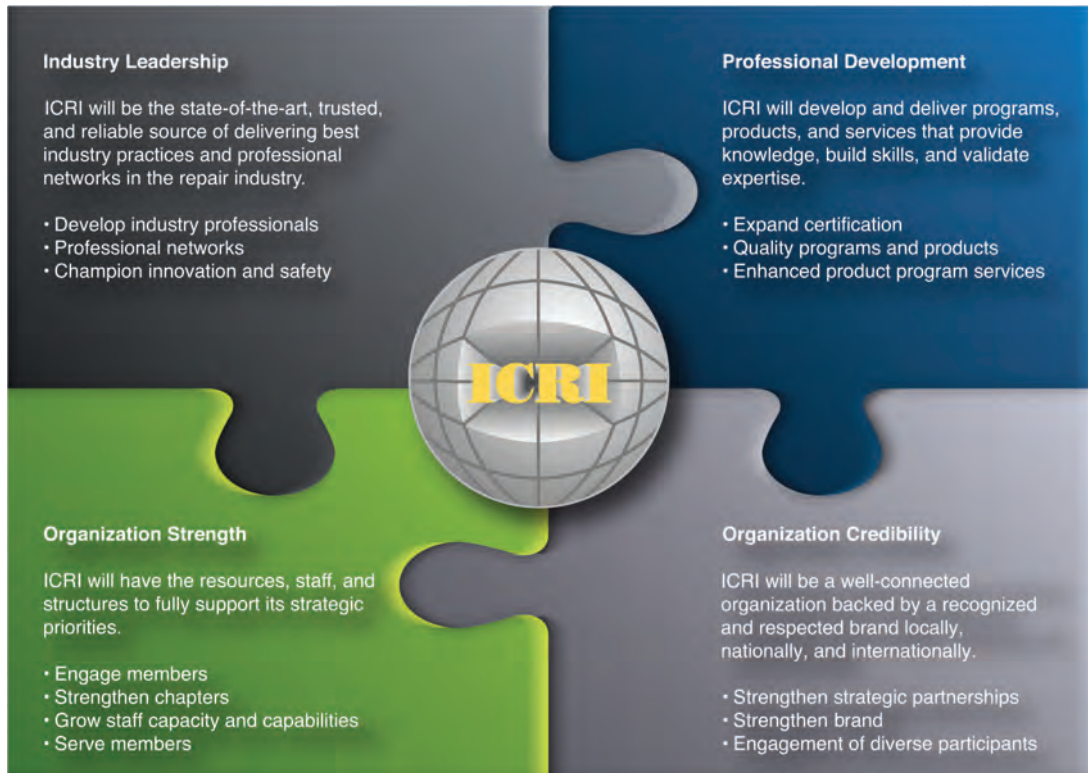 Industry Leadership
ICRI will be the state-of-the-art, trusted,
and reliable source of delivering best
industry practices and professional
networks in the repair industry.
• Develop industry professionals
• Professional networks
• Champion innovation and safety
Professional Development
ICRI will develop and deliver programs,
products, and services that provide
knowledge, build skills, and validate
expertise.
• Expand certification
• Quality programs and products
• Enhanced product program services
ICRI
Organization Strength
ICRI will have the resources, staff, and
structures to fully support its strategic
priorities.
• Engage members
• Strengthen chapters
• Grow staff capacity and capabilities
• Serve members
Organization Credibility
ICRI will be a well-connected
organization backed by a recognized
and respected brand locally,
nationally, and internationally.
• Strengthen strategic partnerships
• Strengthen brand
• Engagement of diverse participants